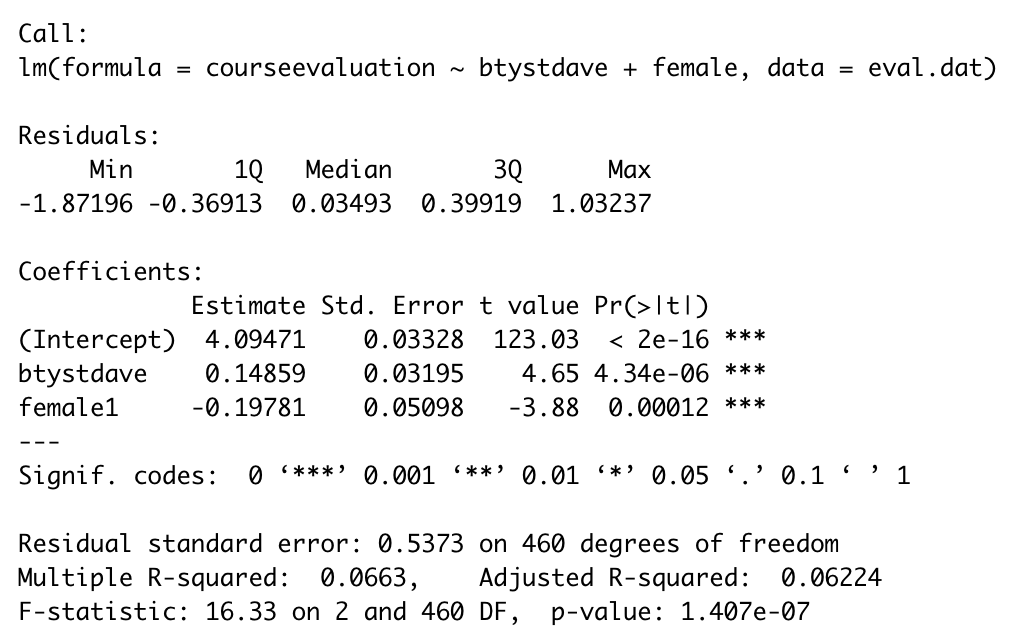 Call:
lm(formula = courseevaluation ~ btystdave + female, data = eval.dat)
Residuals:
     Min       1Q   Median       3Q      Max
-1.87196 -0.36913  0.03493  0.39919  1.03237
Coefficients:
            Estimate Std. Error t value Pr(>|t|)
(Intercept)  4.09471    0.03328  123.03  < 2e-16 ***
btystdave    0.14859    0.03195    4.65 4.34e-06 ***
female1     -0.19781    0.05098   -3.88  0.00012 ***
---
Signif. codes:  0 ‘***’ 0.001 ‘**’ 0.01 ‘*’ 0.05 ‘.’ 0.1 ‘ ’ 1
Residual standard error: 0.5373 on 460 degrees of freedom
Multiple R-squared:  0.0663,    Adjusted R-squared:  0.06224
F-statistic: 16.33 on 2 and 460 DF,  p-value: 1.407e-07